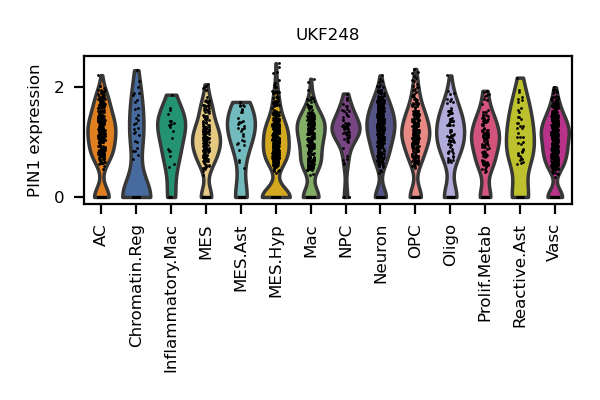 UKF248
PIN1 expression
2
0
AC
Chromatin.Reg
Inflammatory.Mac
MES
MES.Ast
MES.Hyp
Mac
NPC
Neuron
OPC
Oligo
Prolif.Metab
Reactive.Ast
Vasc